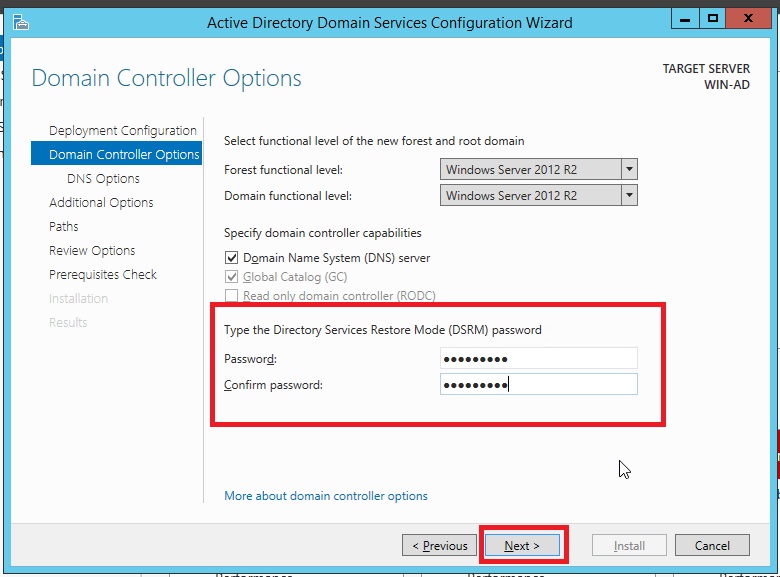 Active Directory Domain Services Configuration Wizard
Domain Controller Options
TARGET SERVER
WIN-AD
Deployment Configuration
Domain Controller Options
DNS Options
Additional Options
Paths
Review Options
Prerequisites Check
Installation
Results
Select functional level of the new forest and root domain
Forest functional level: Windows Server 2012 R2
Domain functional level: Windows Server 2012 R2
Specify domain controller capabilities
Domain Name System (DNS) server
Global Catalog (GC)
Read only domain controller (RODC)
Type the Directory Services Restore Mode (DSRM) password
Password: •••••••••
Confirm password: •••••••••
More about domain controller options
< Previous Next > Install Cancel